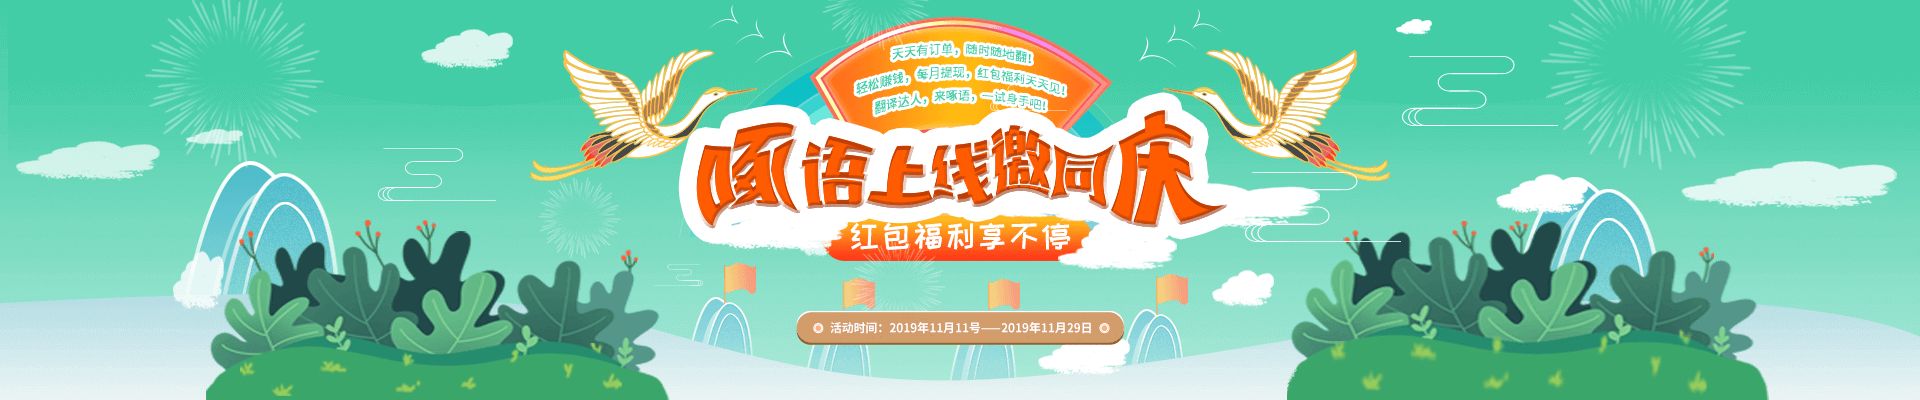 天天有订单，随时随地翻！
轻松赚钱，每月提现，红包福利天天见！
翻译达人，来啄语，一试身手吧！
啄语上线邀同庆
红包福利享不停
活动时间：2019年11月11号——2019年11月29日